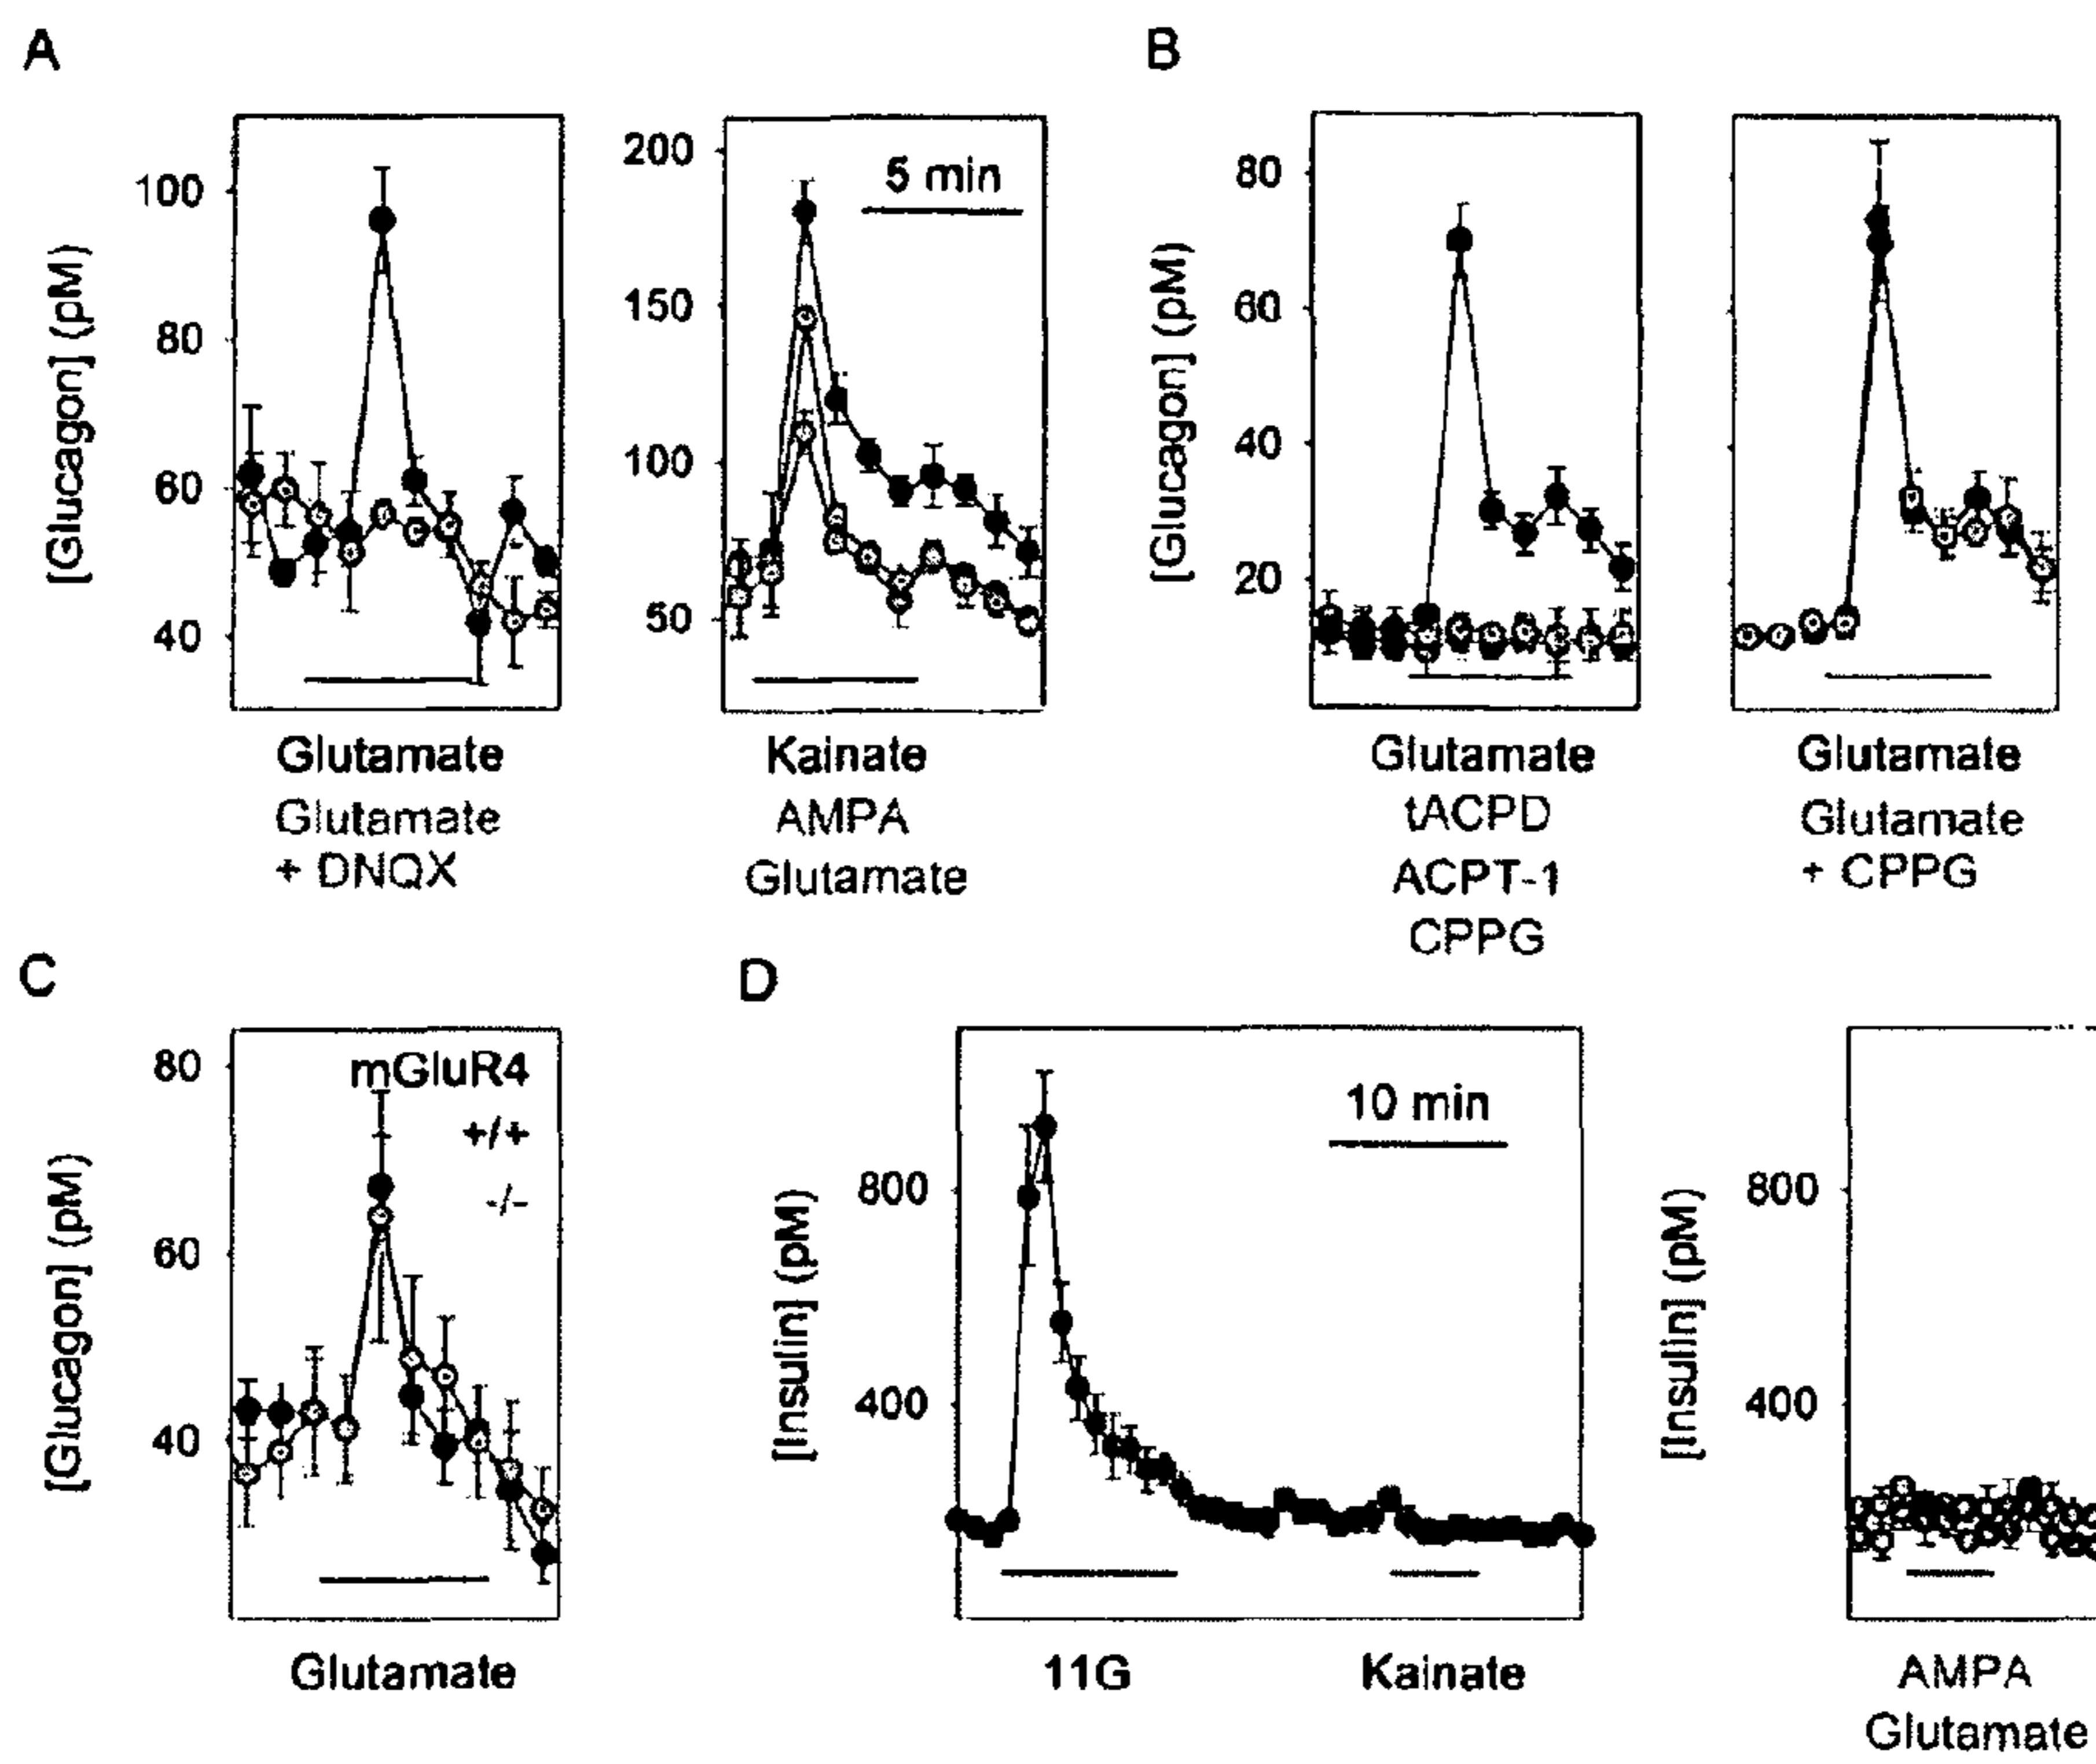 A
B
[Glucagon] (pM)
100
80
60
40
200
150
100
50
5 min
[Glucagon] (pM)
80
60
40
20
Glutamate
Glutamate
+ DNQX
Kainate
AMPA
Glutamate
Glutamate
tACPD
ACPT-1
CPPG
Glutamate
Glutamate
+ CPPG
C
D
[Glucagon] (pM)
80
60
40
mGluR4
+/+
-/-
Glutamate
[Insulin] (pM)
800
400
10 min
11G
Kainate
[Insulin] (pM)
800
400
AMPA
Glutamate